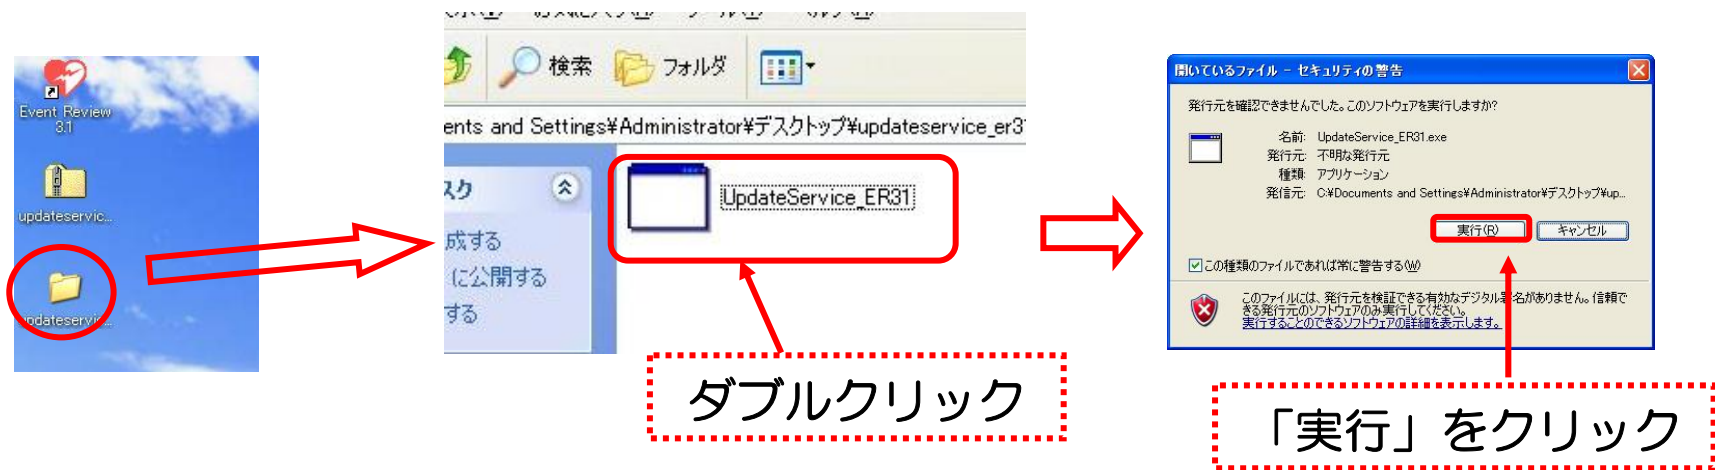 Event Review
3.1
updateservic...
updateservic...
検索
フォルダ
ents and Settings¥Administrator¥デスクトップ¥updateservice_er3
スク
成する
に公開する
する
UpdateService_ER31
ダブルクリック
開いているファイル - セキュリティの警告
発行元を確認できませんでした。このソフトウェアを実行しますか?
名前: UpdateService_ER31.exe
発行元: 不明な発行元
種類: アプリケーション
発信元: C:¥Documents and Settings¥Administrator¥デスクトップ¥up...
実行(R)
キャンセル
この種類のファイルであれば常に警告する(W)
このファイルには、発行元を検証できる有効なデジタル署名がありません。信頼で
きる発行元のソフトウェアのみ実行してください。
実行することのできるソフトウェアの詳細を表示します。
「実行」をクリック